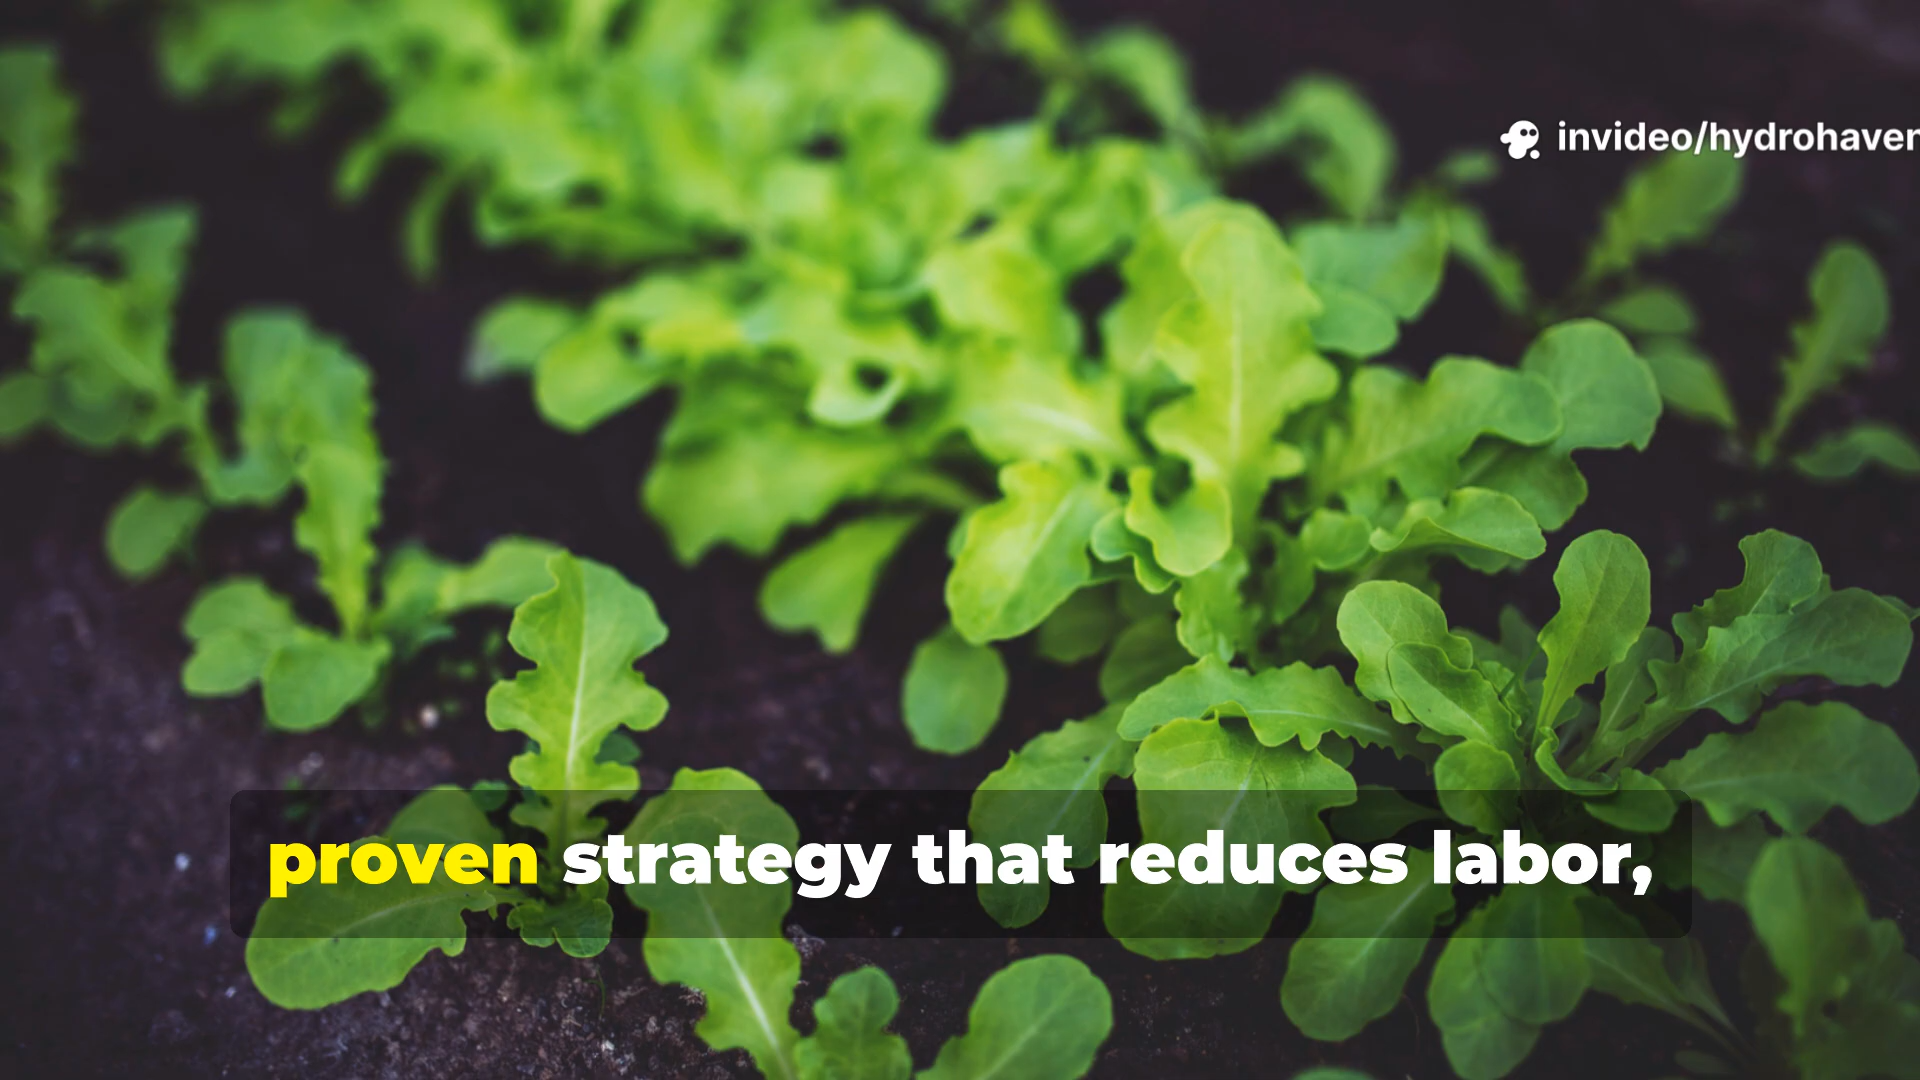 invideo/hydrohaven
proven strategy that reduces labor,